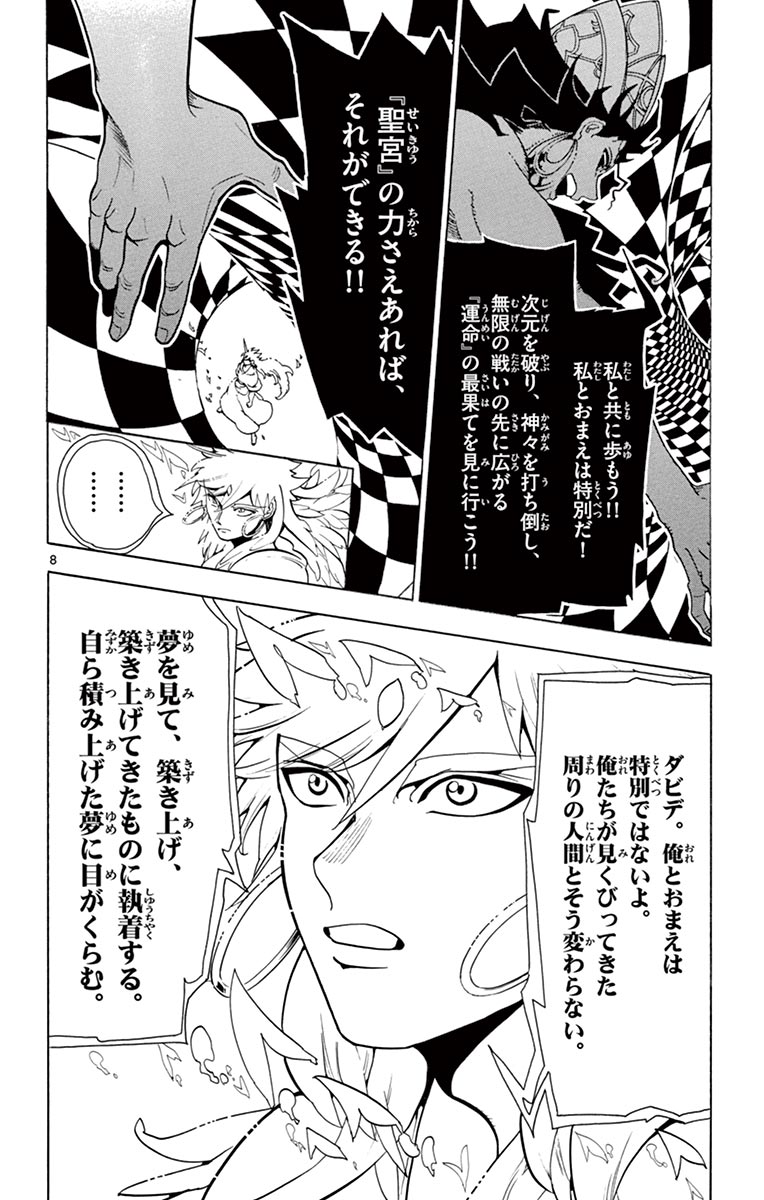 私と共に歩もう!!
私とおまえは特別だ!
次元を破り、神々を打ち倒し、
無限の戦いの先に広がる
『運命』の最果てを見に行こう!!
『聖宮』の力さえあれば、
それができる!!
……
……
8
ダビデ。俺とおまえは
特別ではないよ。
俺たちが見くびってきた
周りの人間とそう変わらない。
夢を見て、築き上げ、
築き上げてきたものに執着する。
自ら積み上げた夢に目がくらむ。